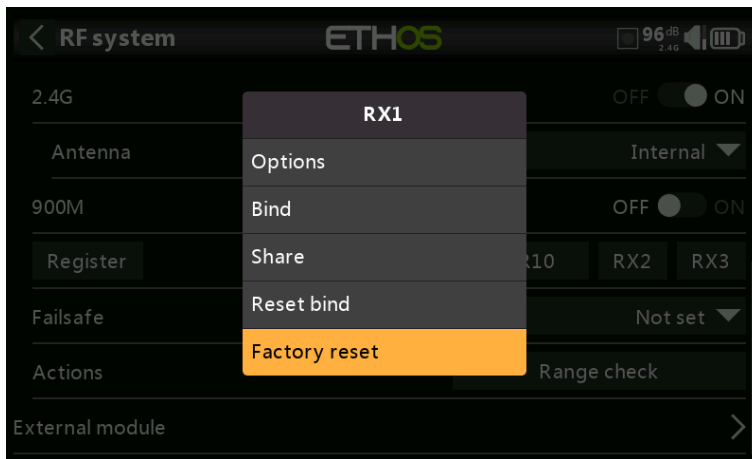 RF system
ETHOS
96dB
2.4G
2.4G
OFF
ON
RX1
Antenna
Internal
Options
900M
OFF
ON
Bind
Register
Share
R10
RX2
RX3
Reset bind
Failsafe
Not set
Factory reset
Actions
Range check
External module